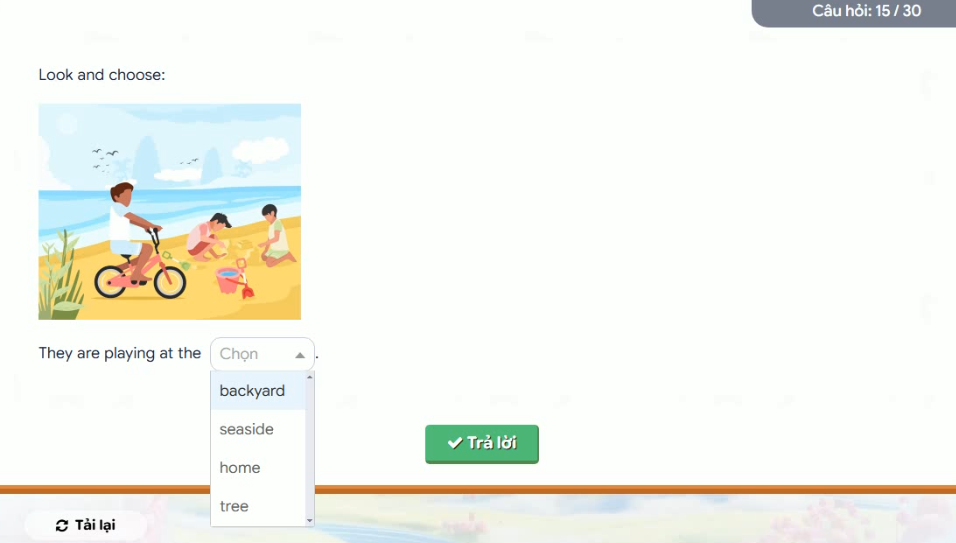 Câu hỏi: 15 / 30
Look and choose:
They are playing at the Chọn .
backyard
seaside
home
tree
Trả lời
Tải lại